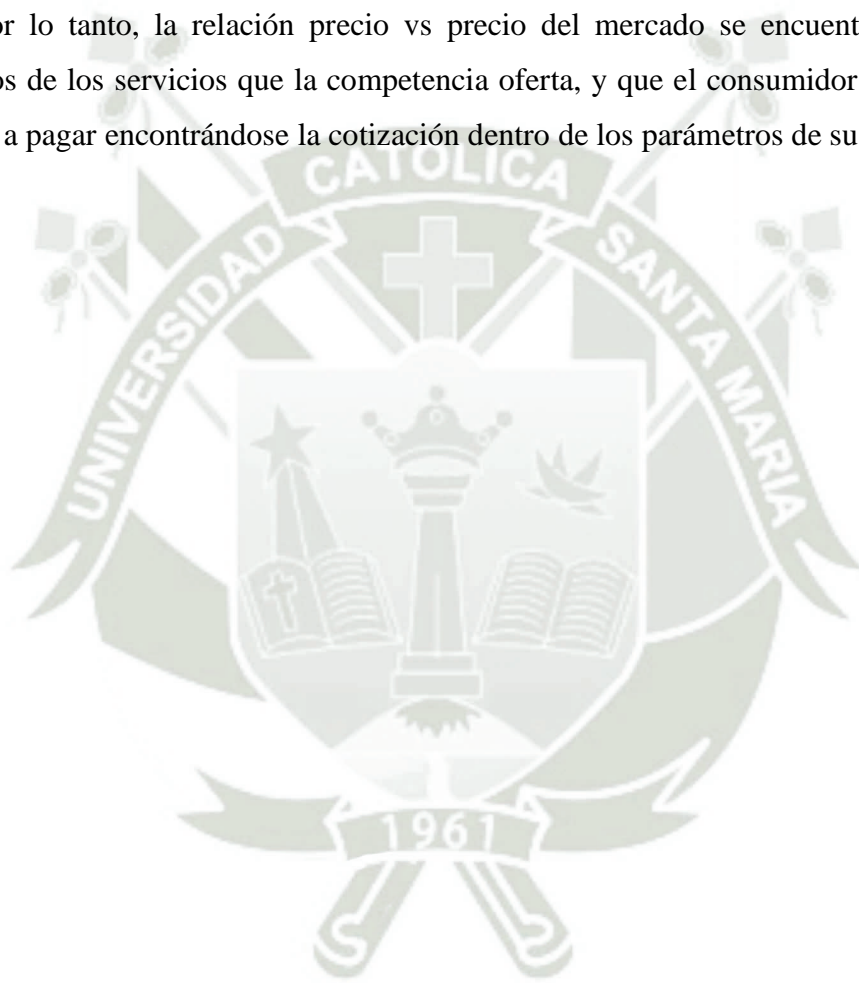 or lo tanto, la relación precio vs precio del mercado se encuent
os de los servicios que la competencia oferta, y que el consumidor
a pagar encontrándose la cotización dentro de los parámetros de su
CATOLICA
UNIVERSIDAD
SANTA MARIA
1961